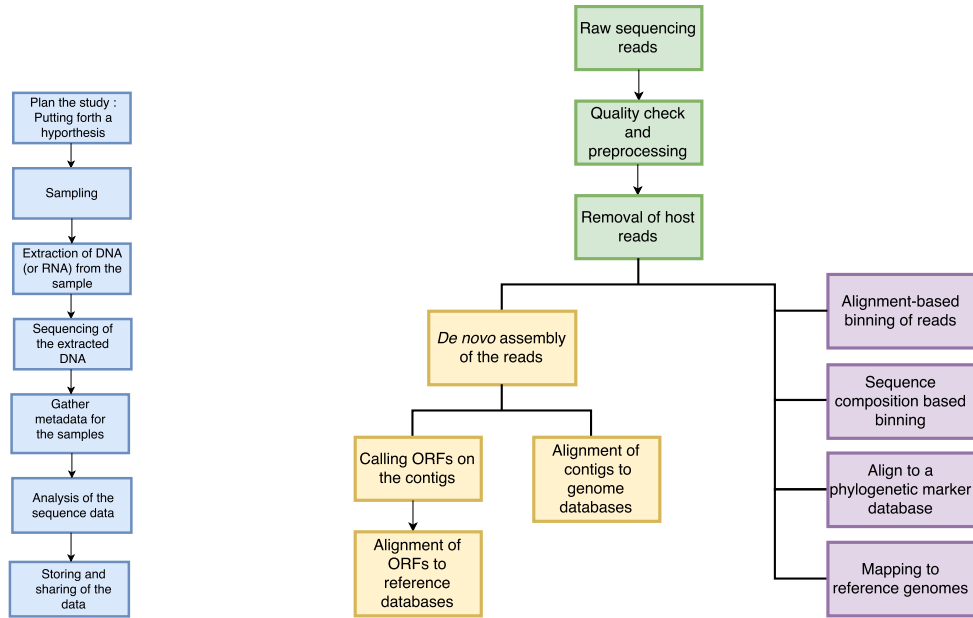 Plan the study :
Putting forth a
hyporthesis
Sampling
Extraction of DNA
(or RNA) from the
sample
Sequencing of
the extracted
DNA
Gather
metadata for
the samples
Analysis of the
sequence data
Storing and
sharing of the
data
Raw sequencing
reads
Quality check
and
preprocessing
Removal of host
reads
De novo assembly
of the reads
Calling ORFs on
the contigs
Alignment of
ORFs to
reference
databases
Alignment of
contigs to
genome
databases
Alignment-based
binning of reads
Sequence
composition based
binning
Align to a
phylogenetic marker
database
Mapping to
reference genomes